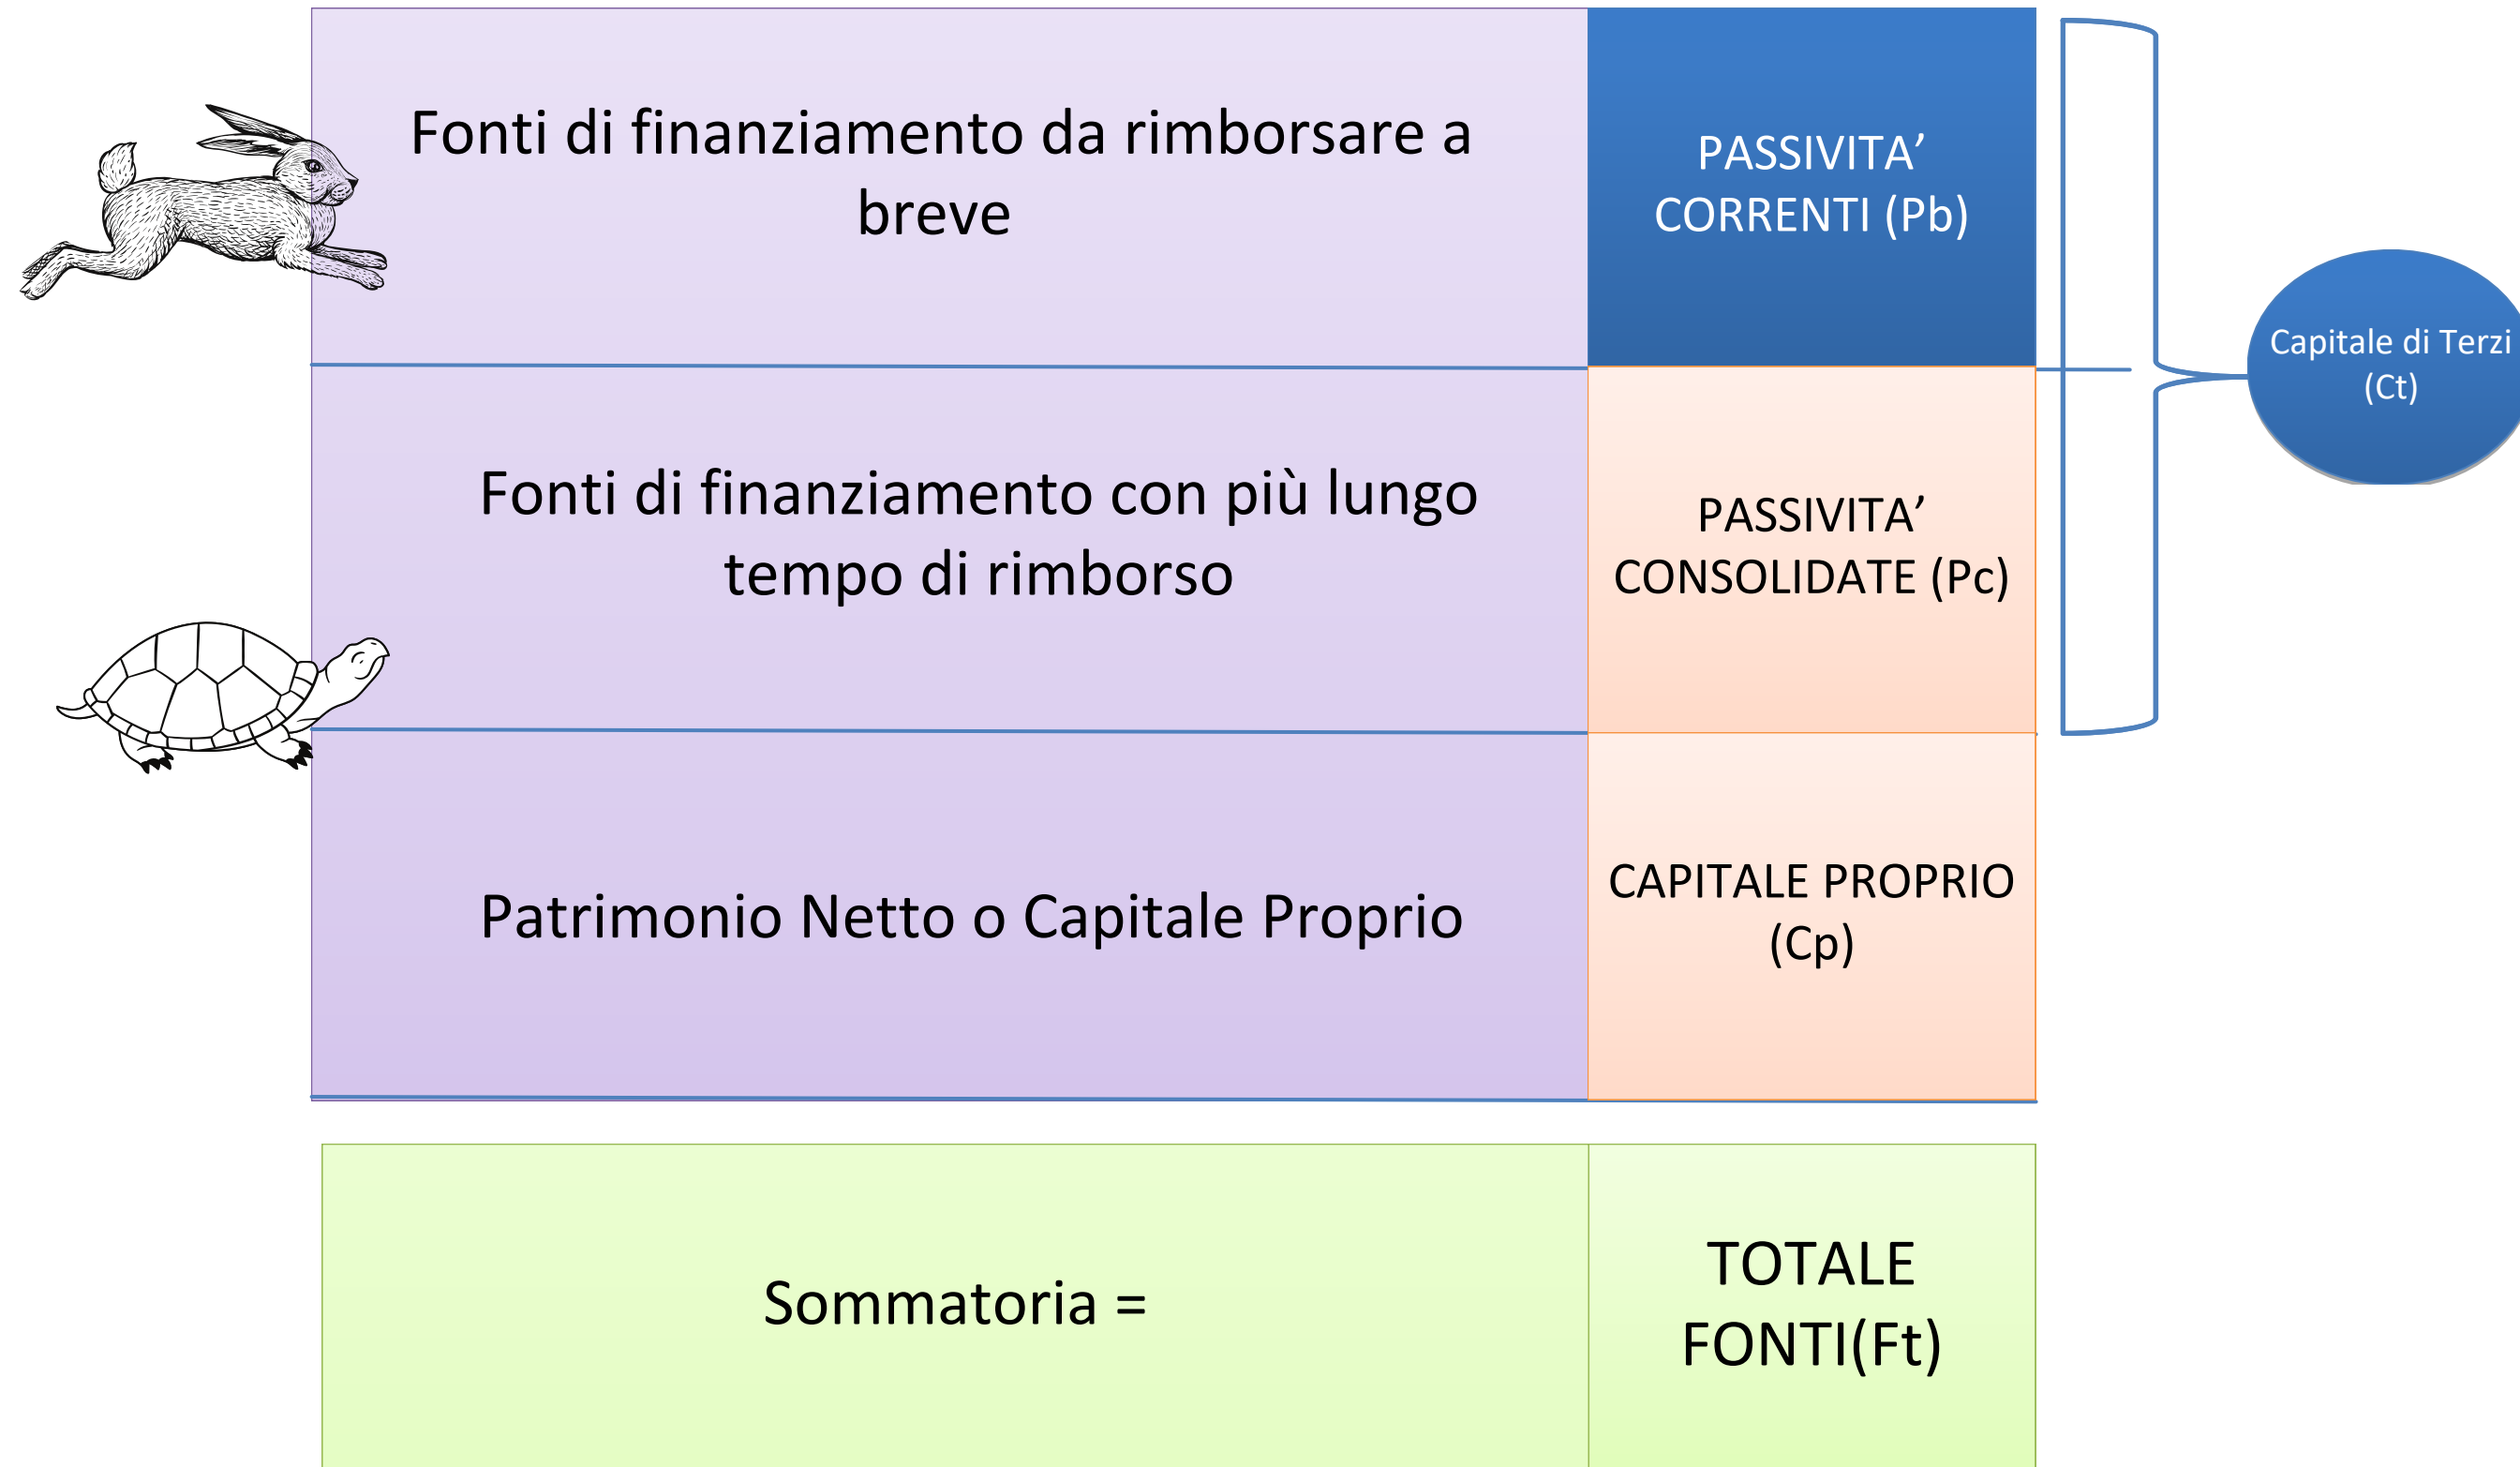 Fonti di finanziamento da rimborsare a
breve
PASSIVITA’
CORRENTI (Pb)
Capitale di Terzi
(Ct)
Fonti di finanziamento con più lungo
tempo di rimborso
PASSIVITA’
CONSOLIDATE (Pc)
Patrimonio Netto o Capitale Proprio
CAPITALE PROPRIO
(Cp)
Sommatoria =
TOTALE
FONTI(Ft)